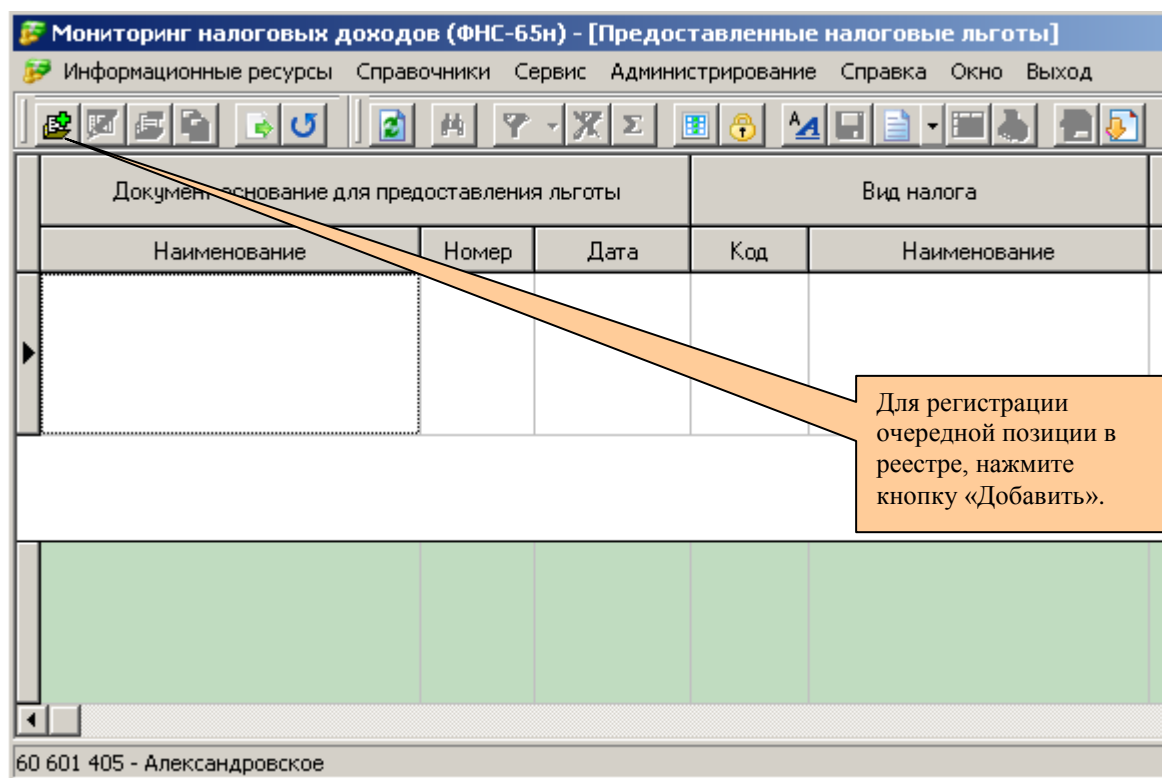 Мониторинг налоговых доходов (ФНС-65н) - [Предоставленные налоговые льготы]
Информационные ресурсы Справочники Сервис Администрирование Справка Окно Выход
Документ-основание для предоставления льготы Вид налога
Наименование Номер Дата Код Наименование
Для регистрации
очередной позиции в
реестре, нажмите
кнопку «Добавить».
60 601 405 - Александровское